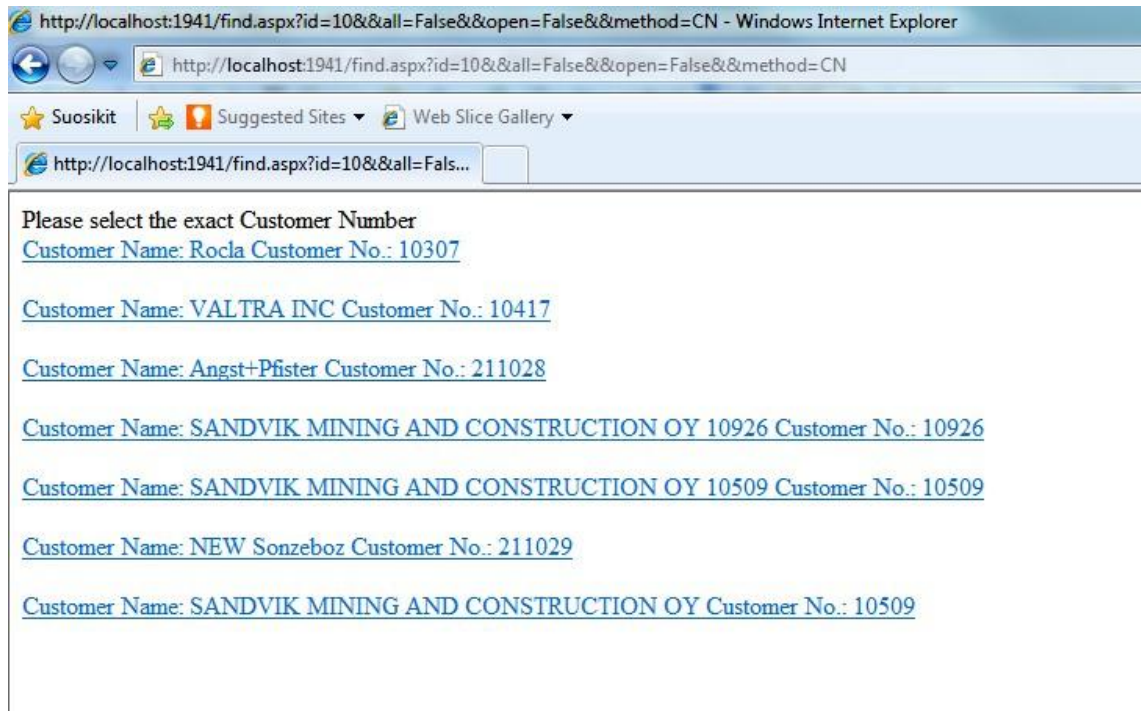 http://localhost:1941/find.aspx?id=10&&all=False&&open=False&&method=CN - Windows Internet Explorer
http://localhost:1941/find.aspx?id=10&&all=False&&open=False&&method=CN
Suosikit Suggested Sites Web Slice Gallery
http://localhost:1941/find.aspx?id=10&&all=Fals...
Please select the exact Customer Number
Customer Name: Rocla Customer No.: 10307
Customer Name: VALTRA INC Customer No.: 10417
Customer Name: Angst+Pfister Customer No.: 211028
Customer Name: SANDVIK MINING AND CONSTRUCTION OY 10926 Customer No.: 10926
Customer Name: SANDVIK MINING AND CONSTRUCTION OY 10509 Customer No.: 10509
Customer Name: NEW Sonzeboz Customer No.: 211029
Customer Name: SANDVIK MINING AND CONSTRUCTION OY Customer No.: 10509